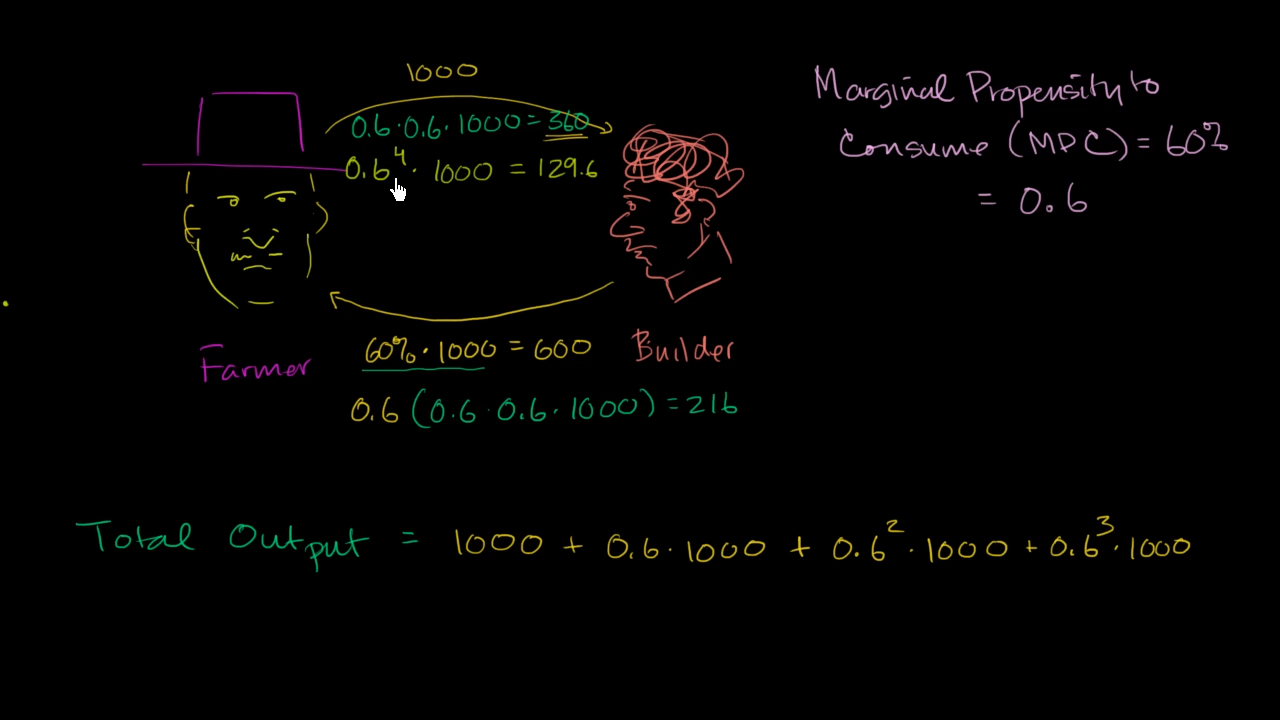 1000
0.6 · 0.6 · 1000 = 360
0.6⁴ · 1000 = 129.6
Marginal Propensity to
Consume (MPC) = 60%
= 0.6
Farmer
Builder
60% · 1000 = 600
0.6 (0.6 · 0.6 · 1000) = 216
Total Output = 1000 + 0.6 · 1000 + 0.6² · 1000 + 0.6³ · 1000